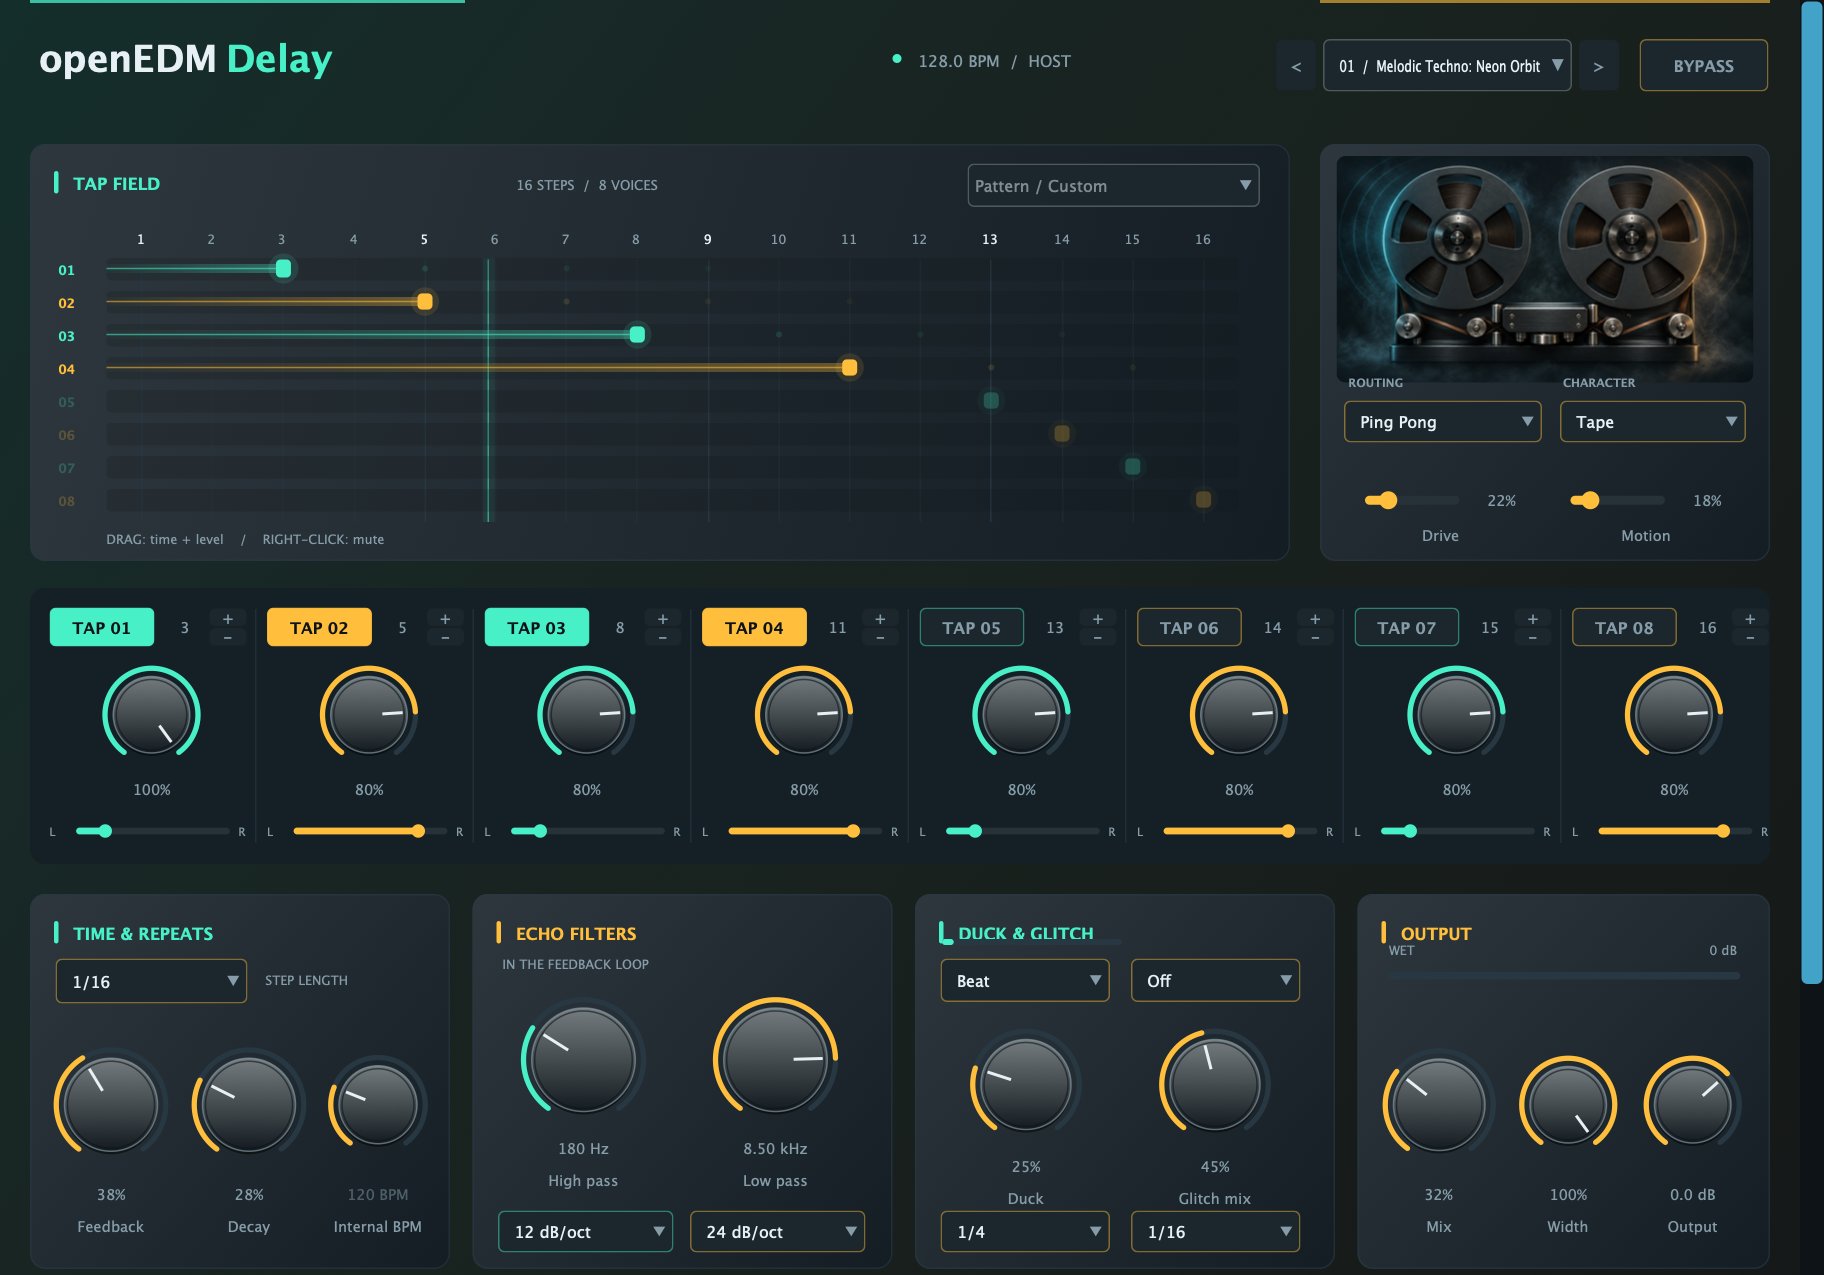 openEDM Delay
128.0 BPM / HOST
<
01 / Melodic Techno: Neon Orbit
>
BYPASS
TAP FIELD
16 STEPS / 8 VOICES
Pattern / Custom
1 2 3 4 5 6 7 8 9 10 11 12 13 14 15 16
01
02
03
04
05
06
07
08
DRAG: time + level / RIGHT-CLICK: mute
ROUTING
CHARACTER
Ping Pong
Tape
22%
18%
Drive
Motion
TAP 01 3 + -
TAP 02 5 + -
TAP 03 8 + -
TAP 04 11 + -
TAP 05 13 + -
TAP 06 14 + -
TAP 07 15 + -
TAP 08 16 + -
100% 80% 80% 80% 80% 80% 80% 80%
L R L R L R L R L R L R L R L R
TIME & REPEATS
1/16
STEP LENGTH
38% 28% 120 BPM
Feedback Decay Internal BPM
ECHO FILTERS
IN THE FEEDBACK LOOP
180 Hz 8.50 kHz
High pass Low pass
12 dB/oct 24 dB/oct
DUCK & GLITCH
Beat Off
25% 45%
Duck Glitch mix
1/4 1/16
OUTPUT
WET 0 dB
32% 100% 0.0 dB
Mix Width Output